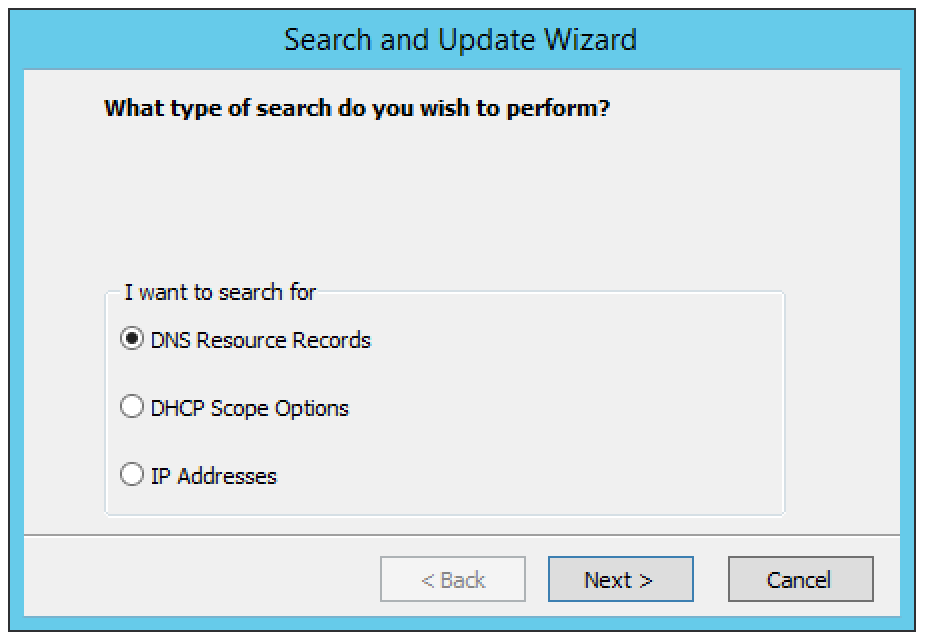 Search and Update Wizard
What type of search do you wish to perform?
I want to search for
DNS Resource Records
DHCP Scope Options
IP Addresses
< Back
Next >
Cancel